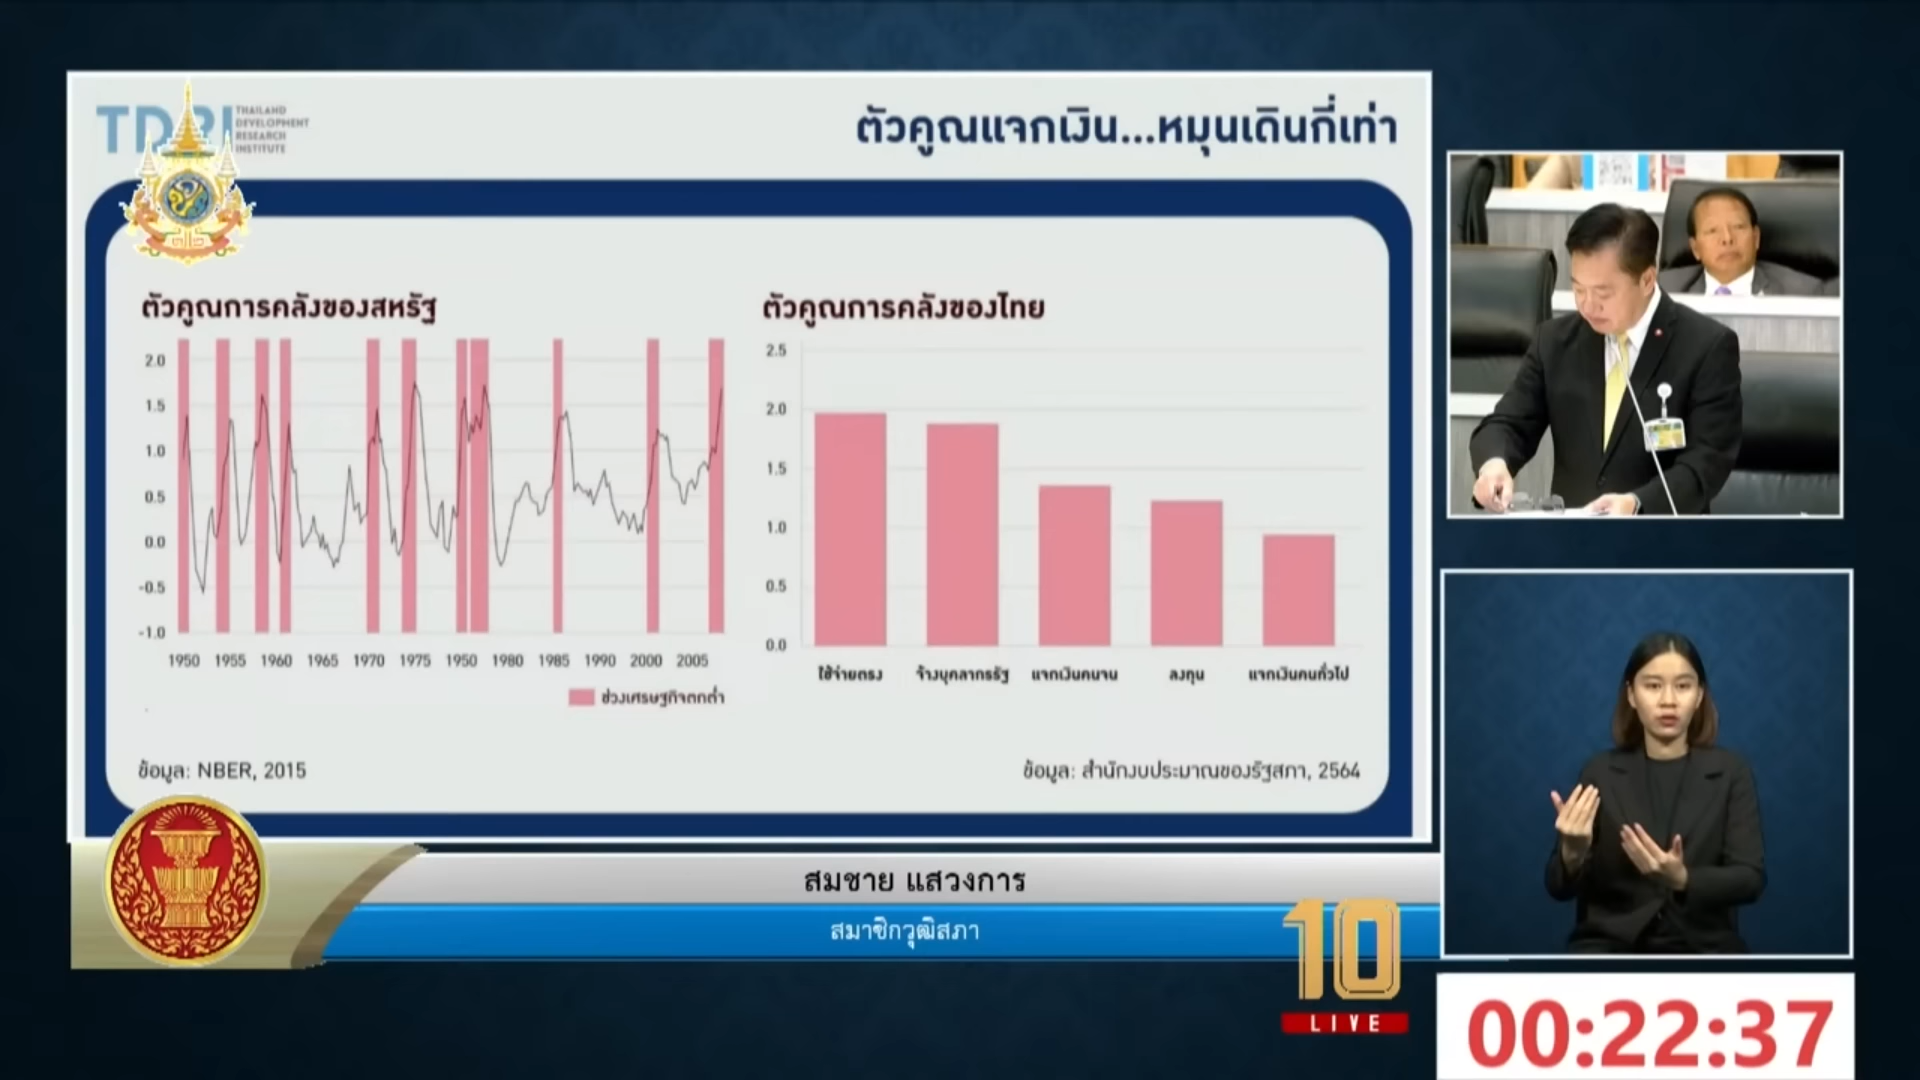 TDRI
THAILAND
DEVELOPMENT
RESEARCH
INSTITUTE
ตัวคูณแจกเงิน...หมุนเดินกี่เท่า
ตัวคูณการคลังของสหรัฐ
2.0
1.5
1.0
0.5
0.0
-0.5
-1.0
1950 1955 1960 1965 1970 1975 1950 1980 1985 1990 2000 2005
ช่วงเศรษฐกิจตกต่ำ
ข้อมูล: NBER, 2015
ตัวคูณการคลังของไทย
2.5
2.0
1.5
1.0
0.5
0.0
ใช้จ่ายตรง จ้างบุคลากรรัฐ แจกเงินคนจน ลงทุน แจกเงินคนทั่วไป
ข้อมูล: สำนักงบประมาณของรัฐสภา, 2564
สมชาย แสวงการ
สมาชิกวุฒิสภา
10
LIVE
00:22:37